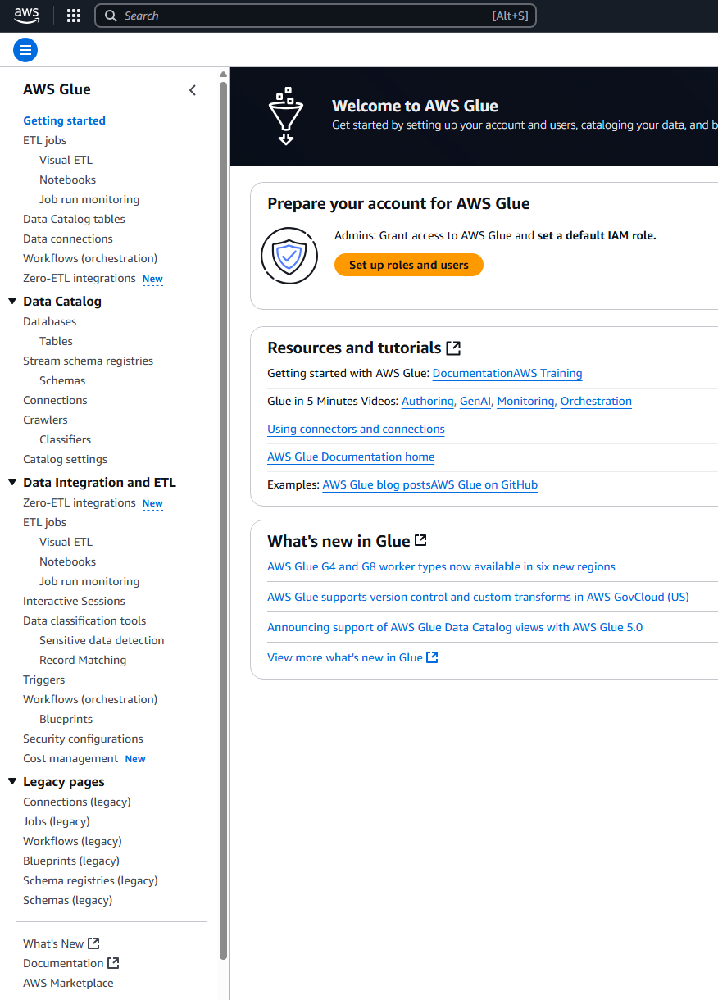 aws
Search [Alt+S]
AWS Glue
Getting started
ETL jobs
Visual ETL
Notebooks
Job run monitoring
Data Catalog tables
Data connections
Workflows (orchestration)
Zero-ETL integrations New
Data Catalog
Databases
Tables
Stream schema registries
Schemas
Connections
Crawlers
Classifiers
Catalog settings
Data Integration and ETL
Zero-ETL integrations New
ETL jobs
Visual ETL
Notebooks
Job run monitoring
Interactive Sessions
Data classification tools
Sensitive data detection
Record Matching
Triggers
Workflows (orchestration)
Blueprints
Security configurations
Cost management New
Legacy pages
Connections (legacy)
Jobs (legacy)
Workflows (legacy)
Blueprints (legacy)
Schema registries (legacy)
Schemas (legacy)
What's New
Documentation
AWS Marketplace
Welcome to AWS Glue
Get started by setting up your account and users, cataloging your data, and b
Prepare your account for AWS Glue
Admins: Grant access to AWS Glue and set a default IAM role.
Set up roles and users
Resources and tutorials
Getting started with AWS Glue: DocumentationAWS Training
Glue in 5 Minutes Videos: Authoring, GenAI, Monitoring, Orchestration
Using connectors and connections
AWS Glue Documentation home
Examples: AWS Glue blog postsAWS Glue on GitHub
What's new in Glue
AWS Glue G4 and G8 worker types now available in six new regions
AWS Glue supports version control and custom transforms in AWS GovCloud (US)
Announcing support of AWS Glue Data Catalog views with AWS Glue 5.0
View more what's new in Glue